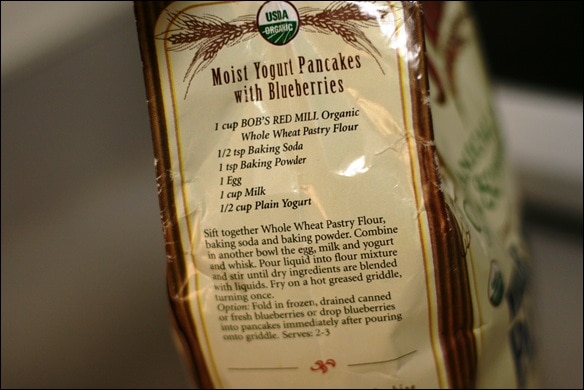 USDA
ORGANIC
Moist Yogurt Pancakes
with Blueberries
1 cup BOB'S RED MILL Organic
Whole Wheat Pastry Flour
1/2 tsp Baking Soda
1 tsp Baking Powder
1 Egg
1 cup Milk
1/2 cup Plain Yogurt
Sift together Whole Wheat Pastry Flour,
baking soda and baking powder. Combine
in another bowl the egg, milk and yogurt
and whisk. Pour liquid into flour mixture
and stir until dry ingredients are blended
with liquids. Fry on a hot greased griddle,
turning once.
Option: Fold in frozen, drained canned
or fresh blueberries or drop blueberries
into pancakes immediately after pouring
onto griddle. Serves: 2-3